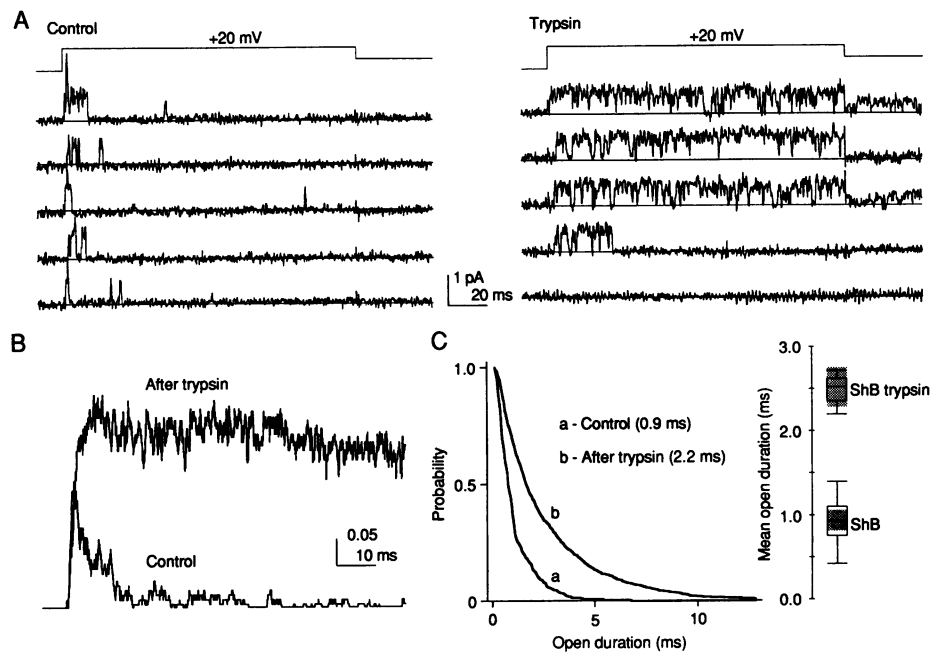 A
Control
+20 mV
Trypsin
+20 mV
1 pA
20 ms
B
After trypsin
Control
0.05
10 ms
C
1.0
0.5
0
Probability
a - Control (0.9 ms)
b - After trypsin (2.2 ms)
b
a
0
5
10
Open duration (ms)
3.0
2.0
1.0
0.0
Mean open duration (ms)
ShB trypsin
ShB